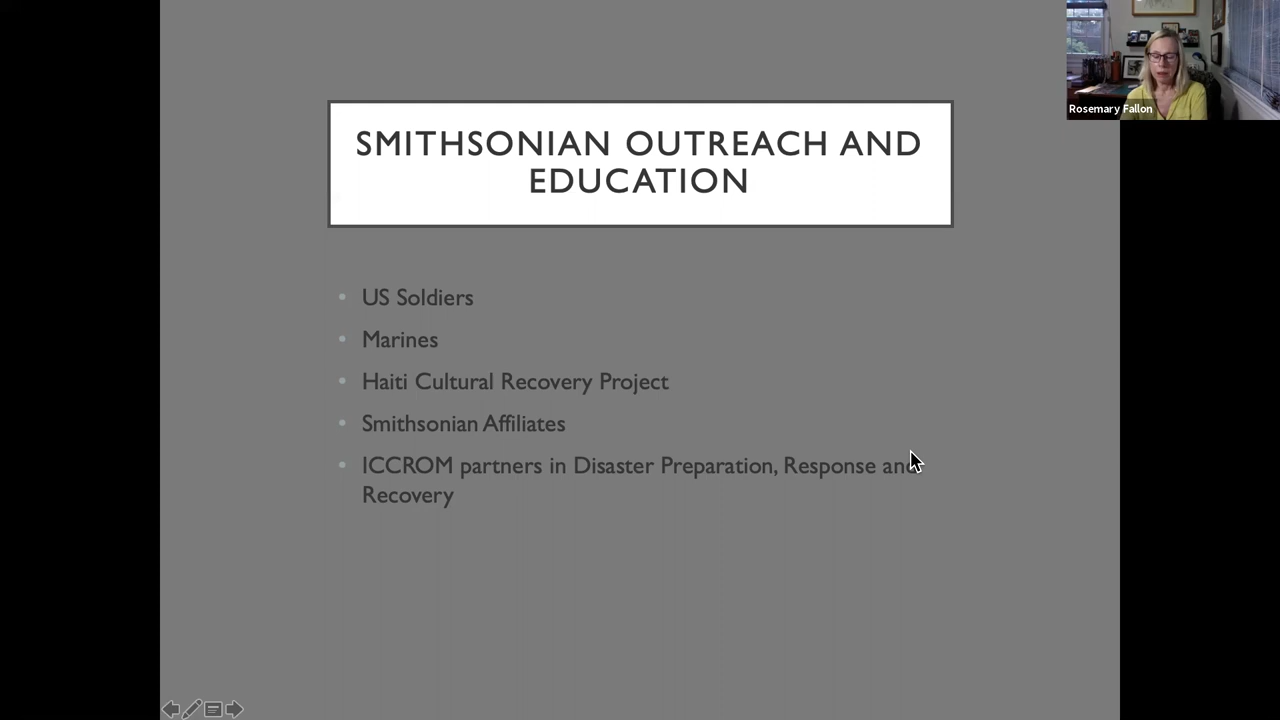 SMITHSONIAN OUTREACH AND
EDUCATION
• US Soldiers
• Marines
• Haiti Cultural Recovery Project
• Smithsonian Affiliates
• ICCROM partners in Disaster Preparation, Response and
Recovery
Rosemary Fallon